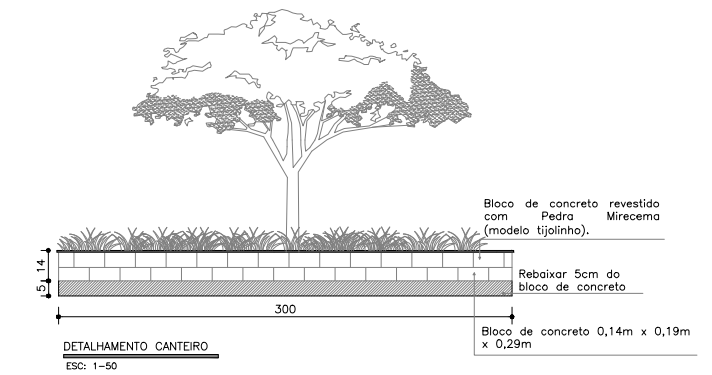 Bloco de concreto revestido
com Pedra Mirecema
(modelo tijolinho).
14
5
Rebaixar 5cm do
bloco de concreto
300
Bloco de concreto 0,14m x 0,19m
x 0,29m
DETALHAMENTO CANTEIRO
ESC: 1-50